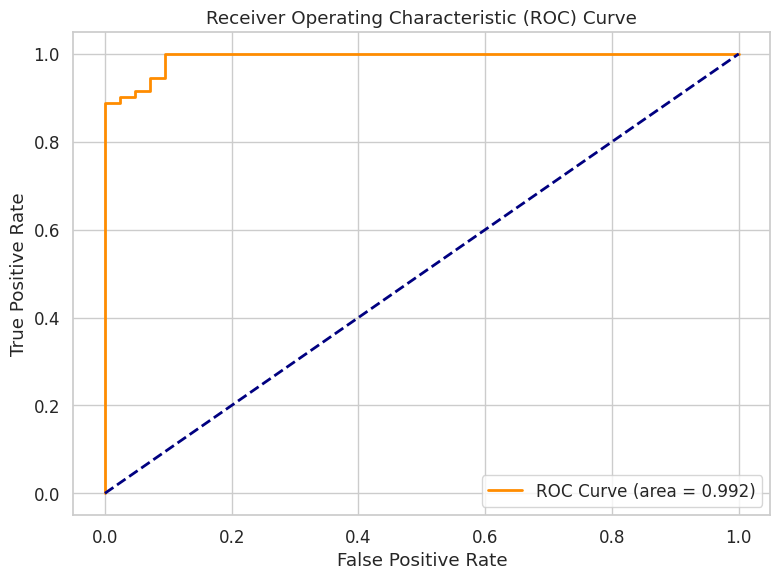 Receiver Operating Characteristic (ROC) Curve
1.0
0.8
0.6
0.4
0.2
0.0
True Positive Rate
ROC Curve (area = 0.992)
0.0 0.2 0.4 0.6 0.8 1.0
False Positive Rate